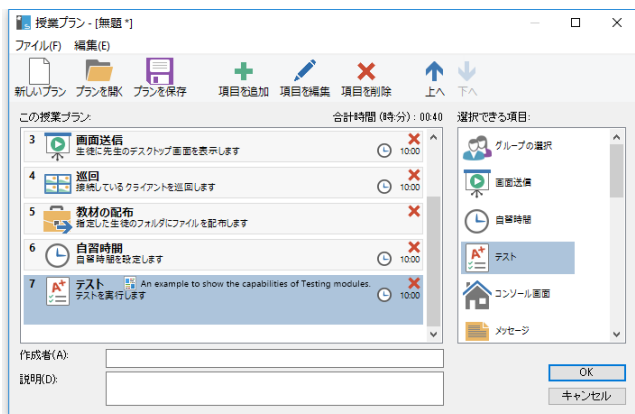 授業プラン - [無題 *]
ファイル(F) 編集(E)
新しいプラン プランを開く プランを保存 項目を追加 項目を編集 項目を削除 上へ 下へ
この授業プラン: 合計時間 (時:分) : 00:40
3 画面送信
生徒に先生のデスクトップ画面を表示します 10:00
4 巡回
接続しているクライアントを巡回します 10:00
5 教材の配布
指定した生徒のフォルダにファイルを配布します
6 自習時間
自習時間を設定します 10:00
7 テスト An example to show the capabilities of Testing modules.
テストを実行します 10:00
選択できる項目:
グループの選択
画面送信
自習時間
A+ テスト
コンソール画面
メッセージ
作成者(A):
説明(D):
OK
キャンセル